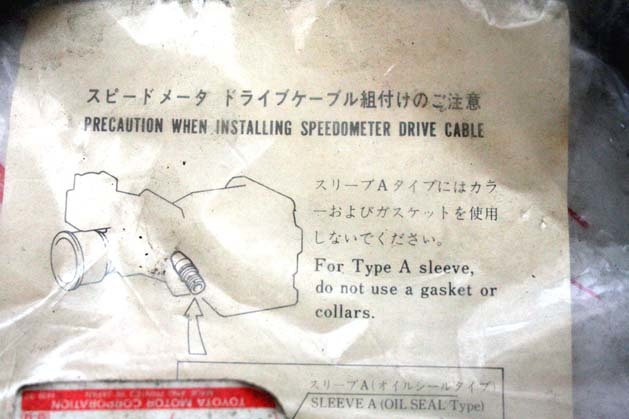 スピードメータ ドライブケーブル組付けのご注意
PRECAUTION WHEN INSTALLING SPEEDOMETER DRIVE CABLE
スリーブAタイプにはカラ
ーおよびガスケットを使用
しないでください。
For Type A sleeve,
do not use a gasket or
collars.
スリーブA(オイルシールタイプ)
SLEEVE A (OIL SEAL Type)
TOYOTA MOTOR CORPORATION